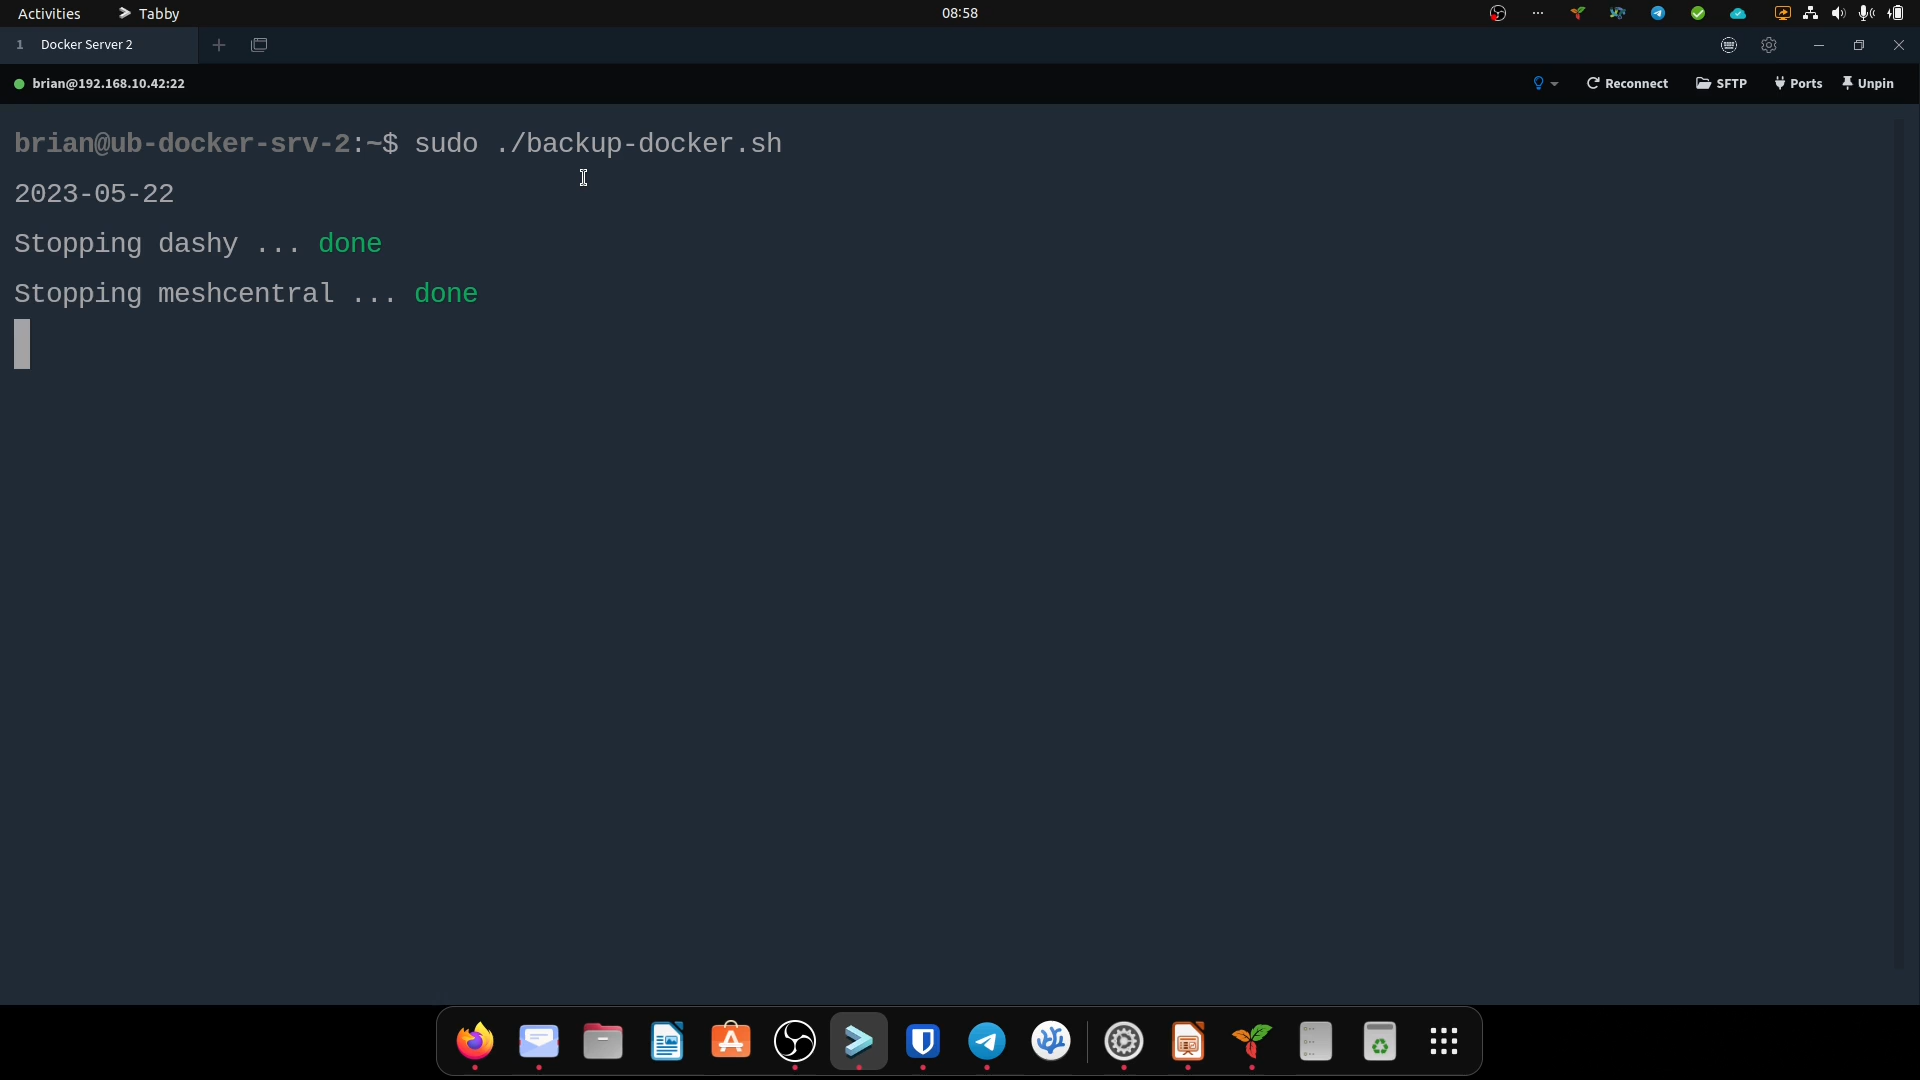 Activities
Tabby
08:58
1 Docker Server 2
brian@192.168.10.42:22
Reconnect
SFTP
Ports
Unpin
brian@ub-docker-srv-2:~$ sudo ./backup-docker.sh
2023-05-22
Stopping dashy ... done
Stopping meshcentral ... done